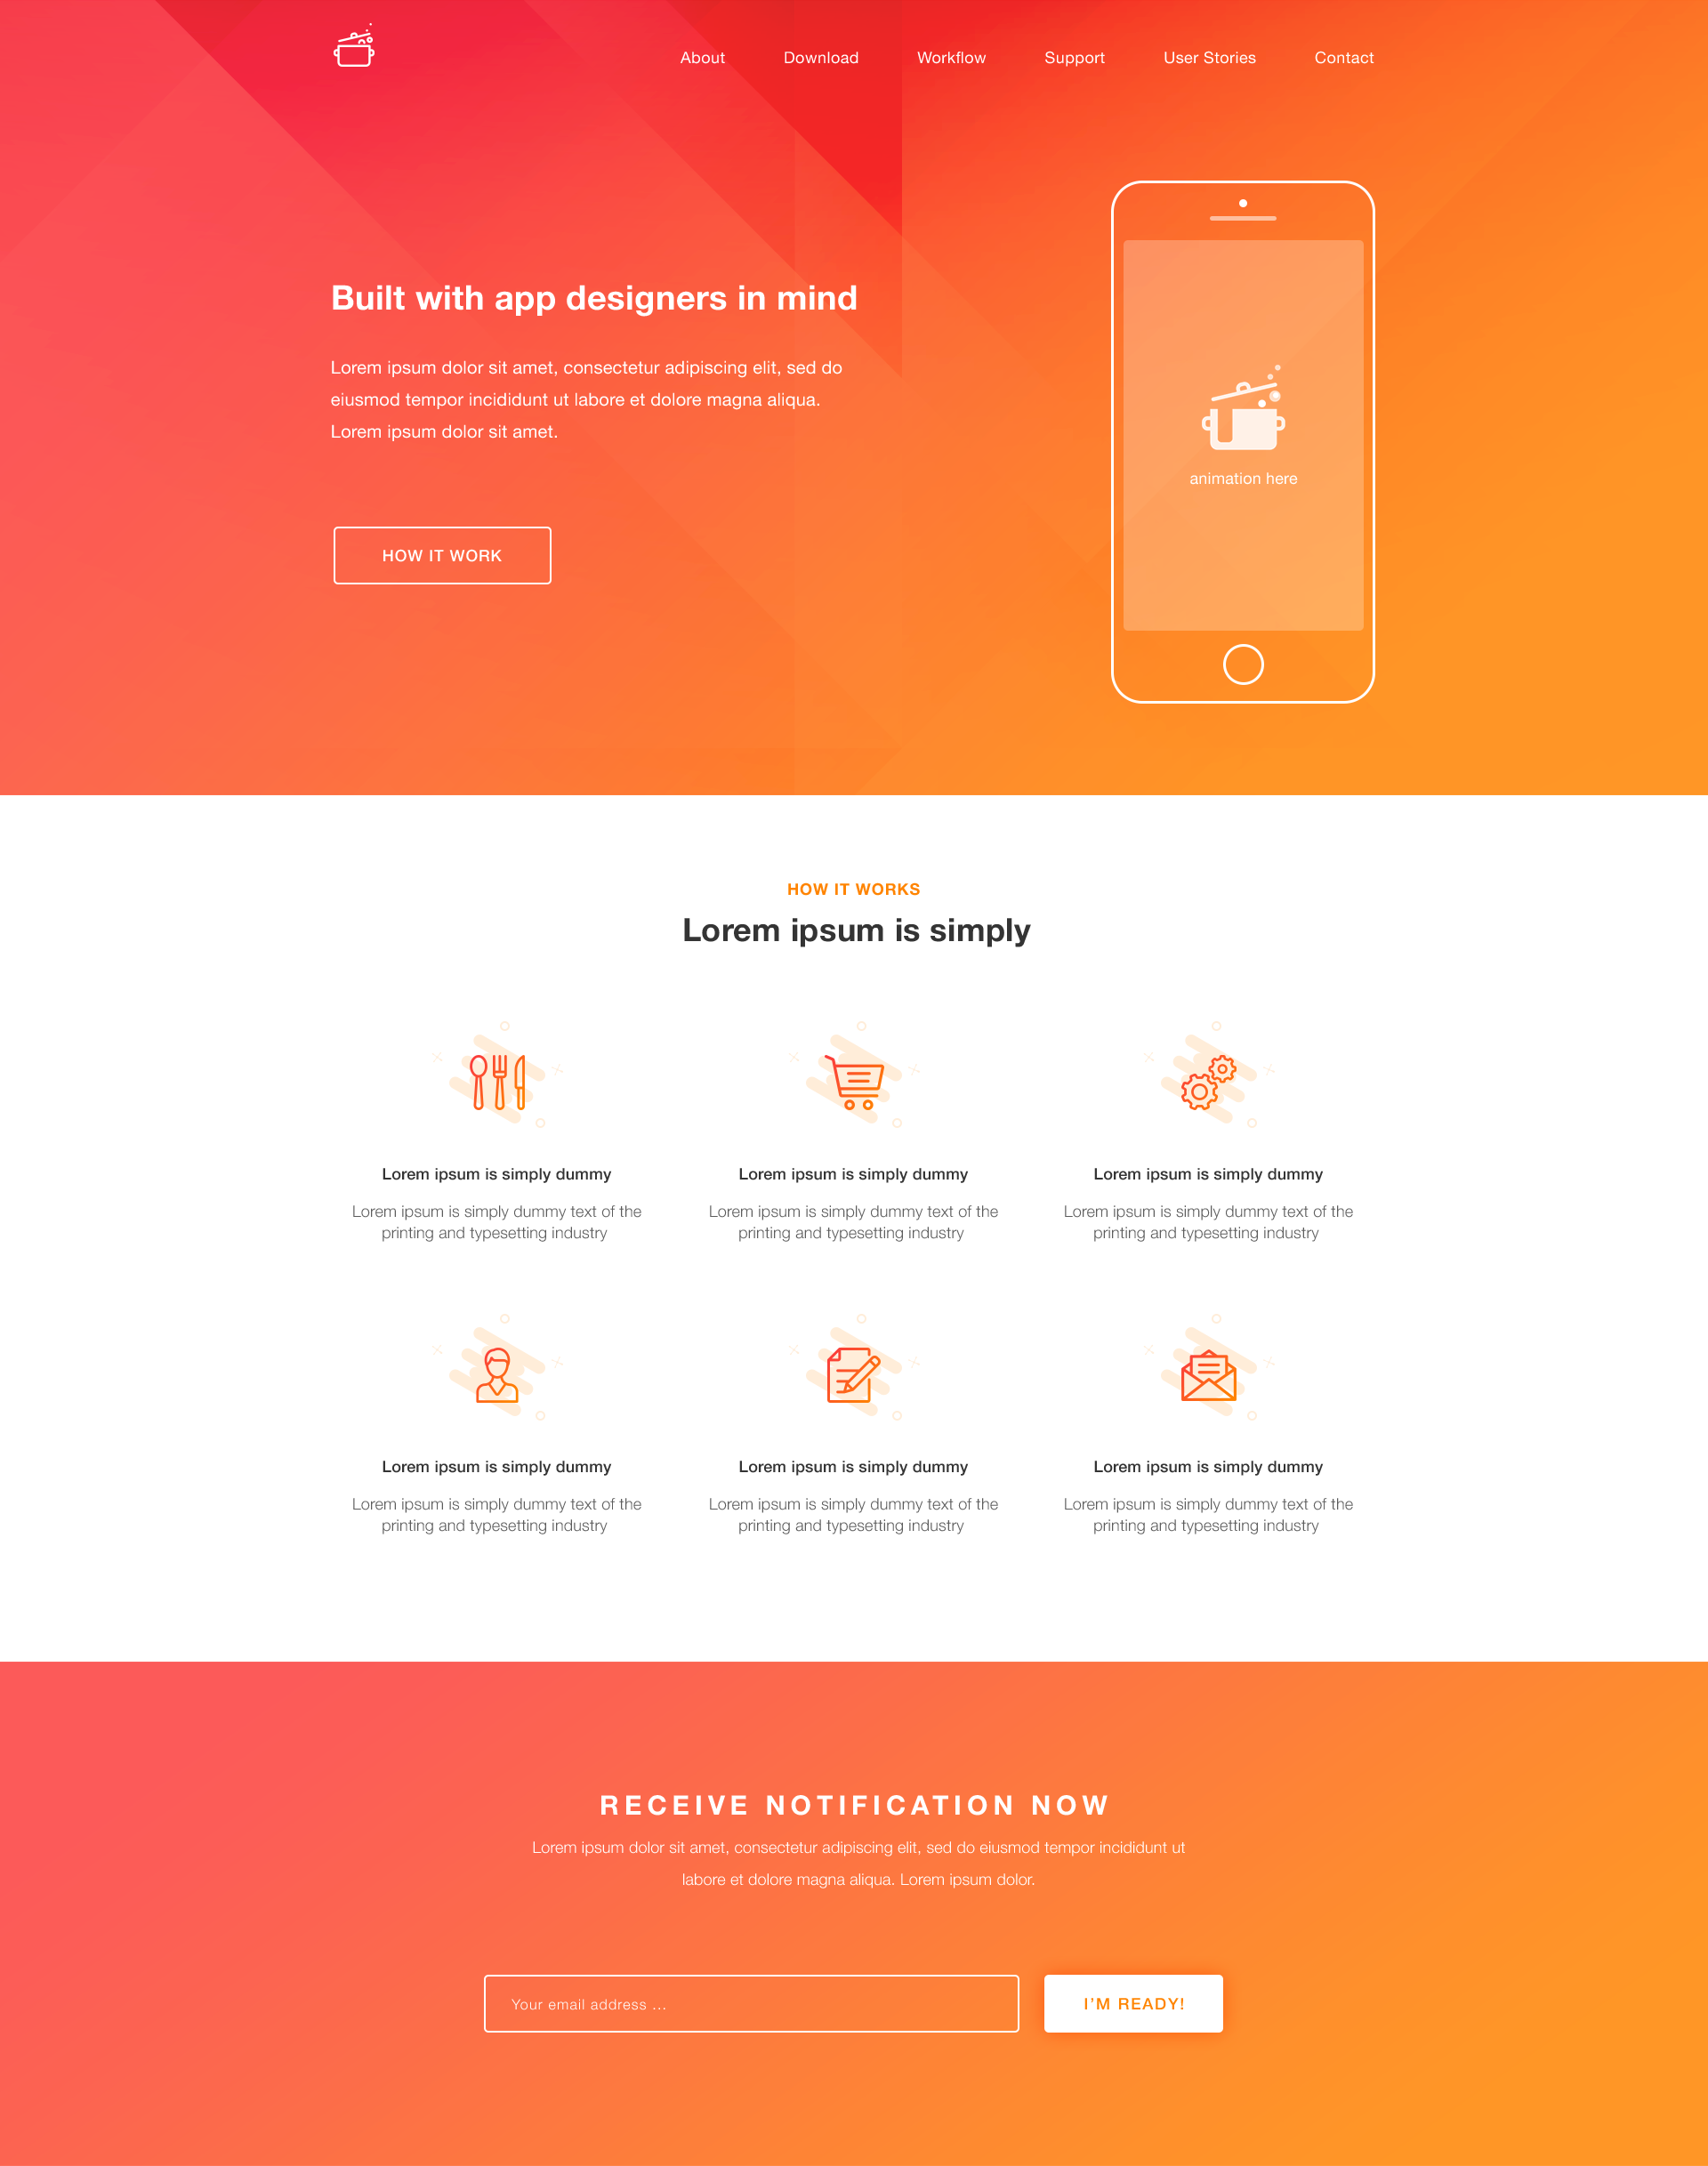 About Download Workflow Support User Stories Contact
Built with app designers in mind
Lorem ipsum dolor sit amet, consectetur adipiscing elit, sed do
eiusmod tempor incididunt ut labore et dolore magna aliqua.
Lorem ipsum dolor sit amet.
HOW IT WORK
animation here
HOW IT WORKS
Lorem ipsum is simply
Lorem ipsum is simply dummy
Lorem ipsum is simply dummy text of the
printing and typesetting industry
Lorem ipsum is simply dummy
Lorem ipsum is simply dummy text of the
printing and typesetting industry
Lorem ipsum is simply dummy
Lorem ipsum is simply dummy text of the
printing and typesetting industry
Lorem ipsum is simply dummy
Lorem ipsum is simply dummy text of the
printing and typesetting industry
Lorem ipsum is simply dummy
Lorem ipsum is simply dummy text of the
printing and typesetting industry
Lorem ipsum is simply dummy
Lorem ipsum is simply dummy text of the
printing and typesetting industry
RECEIVE NOTIFICATION NOW
Lorem ipsum dolor sit amet, consectetur adipiscing elit, sed do eiusmod tempor incididunt ut
labore et dolore magna aliqua. Lorem ipsum dolor.
Your email address ...
I'M READY!